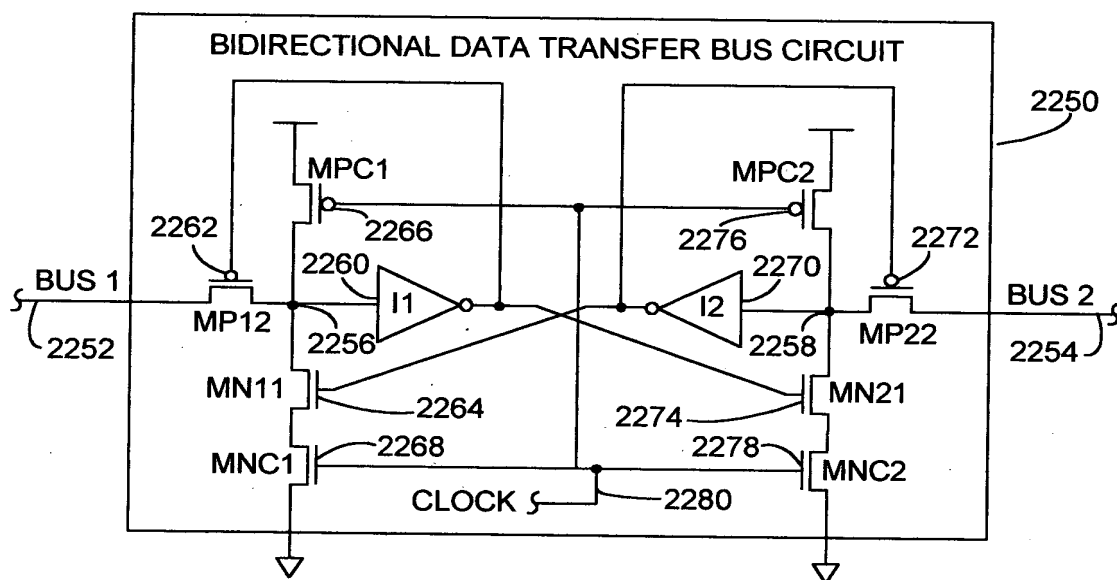 BIDIRECTIONAL DATA TRANSFER BUS CIRCUIT
2250
MPC1
MPC2
2262
2266
2276
2272
BUS 1
2260
I1
I2
2270
BUS 2
MP12
2256
2258
MP22
2252
2254
MN11
2264
2274
MN21
MNC1
2268
2278
MNC2
CLOCK
2280